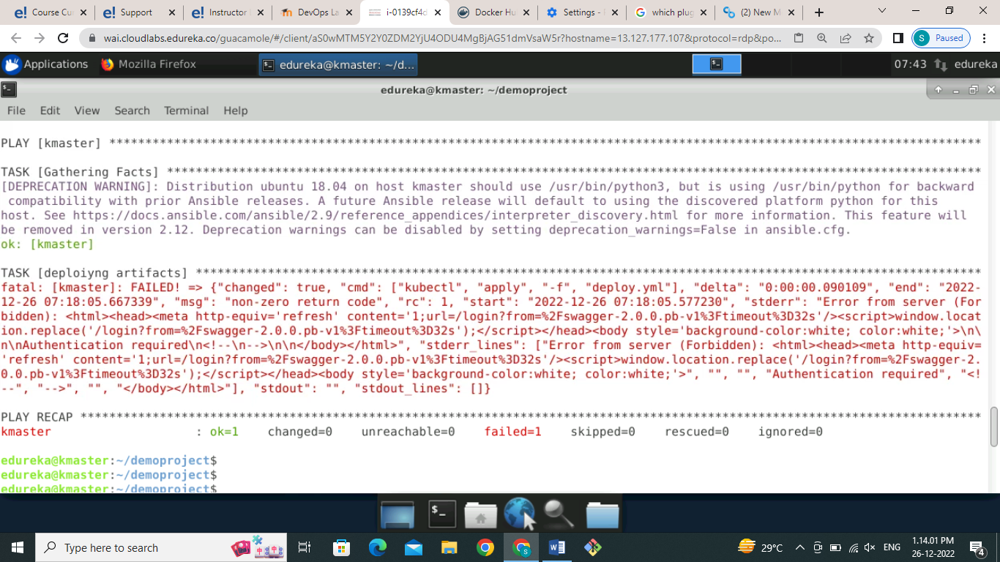 Course Cu
Support
Instructor
DevOps La
i-0139cf4d
Docker Hu
Settings -
which plug
(2) New M
wai.cloudlabs.edureka.co/guacamole/#/client/aS0wMTM5Y2Y0ZDM2YjU4ODU4MgBjAG51dmVsaW5r?hostname=13.127.177.107&protocol=rdp&po...
S Paused
Applications
Mozilla Firefox
edureka@kmaster: ~/d...
07:43
edureka
edureka@kmaster: ~/demoproject
File Edit View Search Terminal Help
PLAY [kmaster] *************************************************************************************************************************
TASK [Gathering Facts] *****************************************************************************************************************
[DEPRECATION WARNING]: Distribution ubuntu 18.04 on host kmaster should use /usr/bin/python3, but is using /usr/bin/python for backward
compatibility with prior Ansible releases. A future Ansible release will default to using the discovered platform python for this
host. See https://docs.ansible.com/ansible/2.9/reference_appendices/interpreter_discovery.html for more information. This feature will
be removed in version 2.12. Deprecation warnings can be disabled by setting deprecation_warnings=False in ansible.cfg.
ok: [kmaster]
TASK [deploiyng artifacts] *************************************************************************************************************
fatal: [kmaster]: FAILED! => {"changed": true, "cmd": ["kubectl", "apply", "-f", "deploy.yml"], "delta": "0:00:00.090109", "end": "2022-
12-26 07:18:05.667339", "msg": "non-zero return code", "rc": 1, "start": "2022-12-26 07:18:05.577230", "stderr": "Error from server (For
bidden): <html><head><meta http-equiv='refresh' content='1;url=/login?from=%2Fswagger-2.0.0.pb-v1%3Ftimeout%3D32s'/><script>window.locat
ion.replace('/login?from=%2Fswagger-2.0.0.pb-v1%3Ftimeout%3D32s');</script></head><body style='background-color:white; color:white;'>\n\
n\nAuthentication required\n<!--\n-->\n\n</body></html>", "stderr_lines": ["Error from server (Forbidden): <html><head><meta http-equiv=
'refresh' content='1;url=/login?from=%2Fswagger-2.0.0.pb-v1%3Ftimeout%3D32s'/><script>window.location.replace('/login?from=%2Fswagger-2.
0.0.pb-v1%3Ftimeout%3D32s');</script></head><body style='background-color:white; color:white;'>", "", "", "Authentication required", "<!
--", "-->", "", "</body></html>"], "stdout": "", "stdout_lines": []}
PLAY RECAP *****************************************************************************************************************************
kmaster : ok=1 changed=0 unreachable=0 failed=1 skipped=0 rescued=0 ignored=0
edureka@kmaster:~/demoproject$
edureka@kmaster:~/demoproject$
edureka@kmaster:~/demoproject$
Type here to search
29°C
ENG
1.14.01 PM
26-12-2022
4